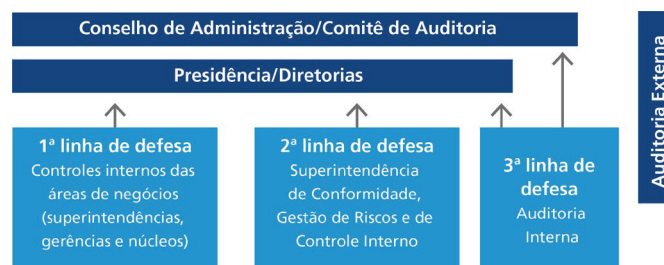 Conselho de Administração/Comitê de Auditoria
Presidência/Diretorias
1ª linha de defesa
Controles internos das
áreas de negócios
(superintendências,
gerências e núcleos)
2ª linha de defesa
Superintendência
de Conformidade,
Gestão de Riscos e de
Controle Interno
3ª linha de
defesa
Auditoria
Interna
Auditoria Externa